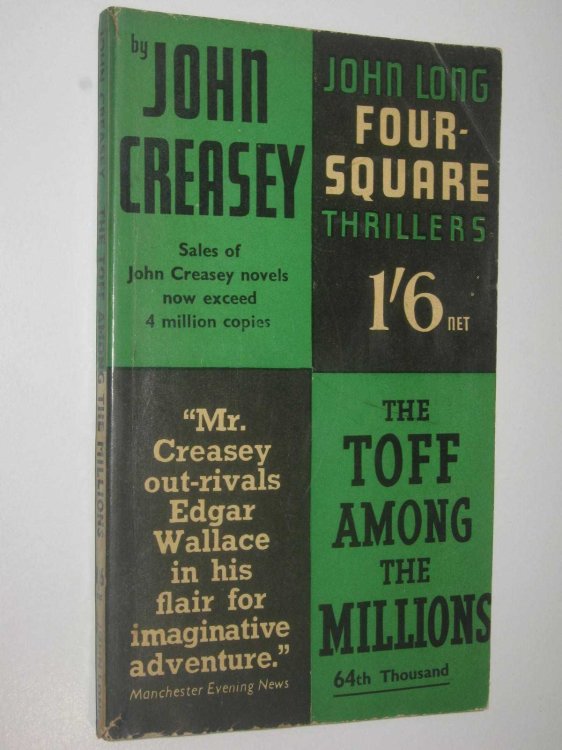 by
JOHN
CREASEY
Sales of
John Creasey novels
now exceed
4 million copies
JOHN LONG
FOUR-
SQUARE
THRILLERS
1'6 NET
"Mr.
Creasey
out-rivals
Edgar
Wallace
in his
flair for
imaginative
adventure."
Manchester Evening News
THE
TOFF
AMONG
THE
MILLIONS
64th Thousand
JOHN CREASEY THE TOFF AMONG THE MILLIONS